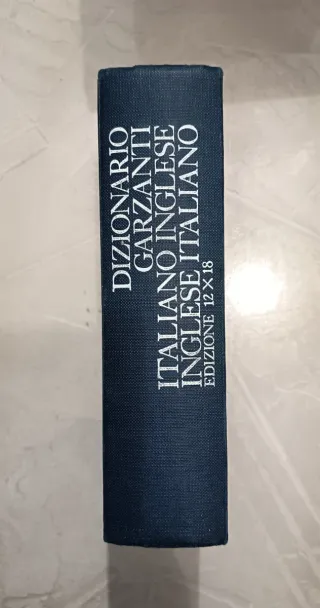 DIZIONARIO
GARZANTI
ITALIANO INGLESE
INGLESE ITALIANO
EDIZIONE 12 X 18